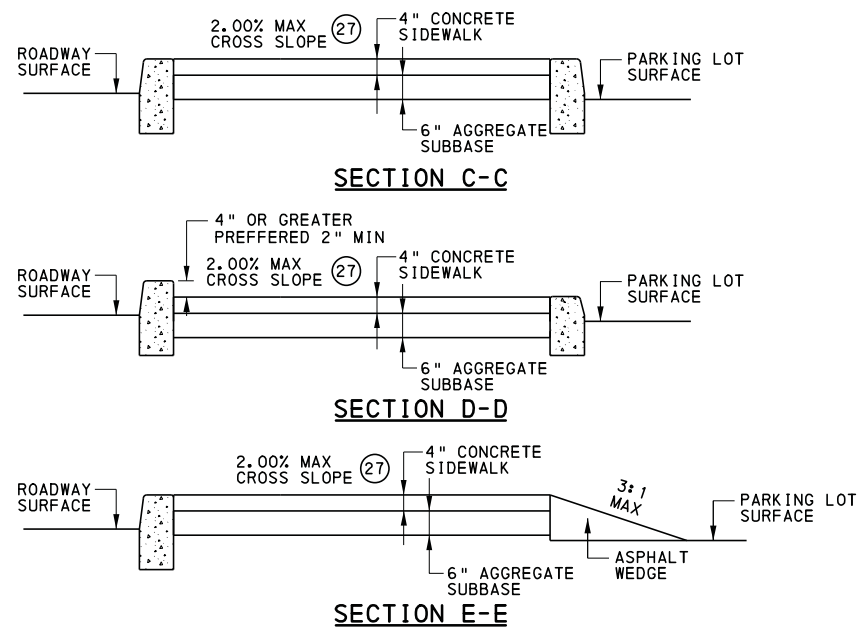 2.00% MAX
CROSS SLOPE 27
4" CONCRETE
SIDEWALK
ROADWAY
SURFACE
PARKING LOT
SURFACE
6" AGGREGATE
SUBBASE
SECTION C-C
4" OR GREATER
PREFFERED 2" MIN
2.00% MAX
CROSS SLOPE 27
4" CONCRETE
SIDEWALK
ROADWAY
SURFACE
PARKING LOT
SURFACE
6" AGGREGATE
SUBBASE
SECTION D-D
2.00% MAX
CROSS SLOPE 27
4" CONCRETE
SIDEWALK
ROADWAY
SURFACE
3:1
MAX
PARKING LOT
SURFACE
ASPHALT
WEDGE
6" AGGREGATE
SUBBASE
SECTION E-E